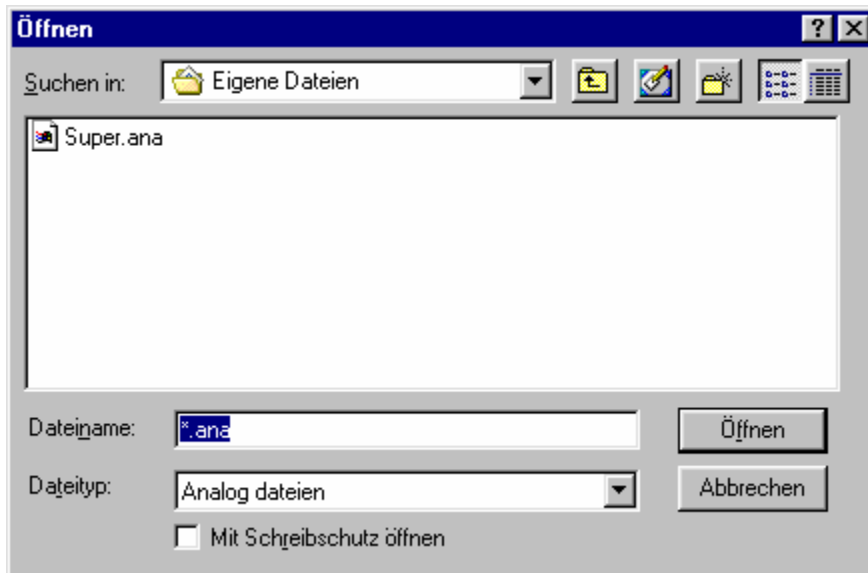 Öffnen
Suchen in: Eigene Dateien
Super.ana
Dateiname: *.ana Öffnen
Dateityp: Analog dateien Abbrechen
Mit Schreibschutz öffnen